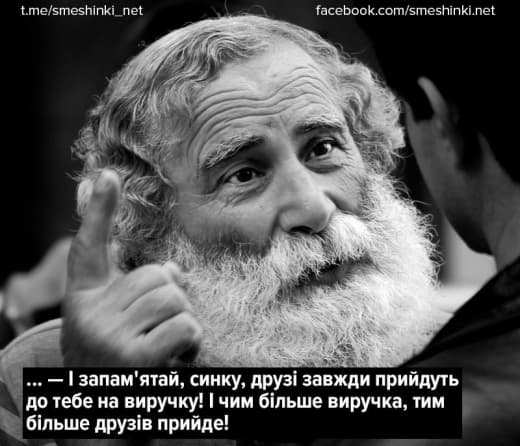 t.me/smeshinki_net facebook.com/smeshinki.net
... — І запам'ятай, синку, друзі завжди прийдуть
до тебе на виручку! І чим більше виручка, тим
більше друзів прийде!